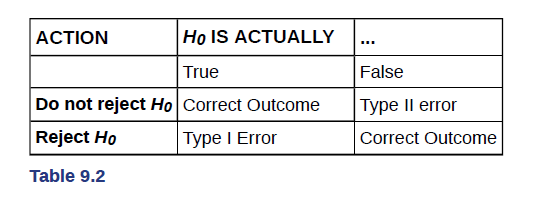 ACTION H0 IS ACTUALLY ...
True False
Do not reject H0 Correct Outcome Type II error
Reject H0 Type I Error Correct Outcome
Table 9.2